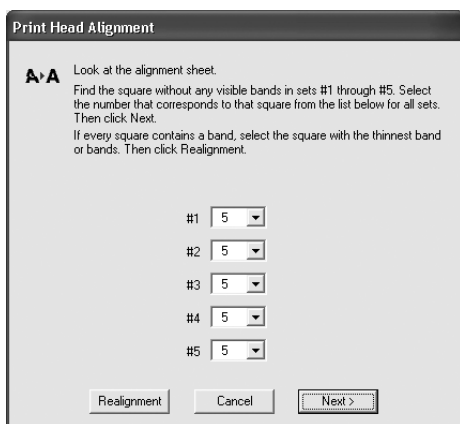 Print Head Alignment
A▸A
Look at the alignment sheet.
Find the square without any visible bands in sets #1 through #5. Select
the number that corresponds to that square from the list below for all sets.
Then click Next.
If every square contains a band, select the square with the thinnest band
or bands. Then click Realignment.
#1 5
#2 5
#3 5
#4 5
#5 5
Realignment Cancel Next >